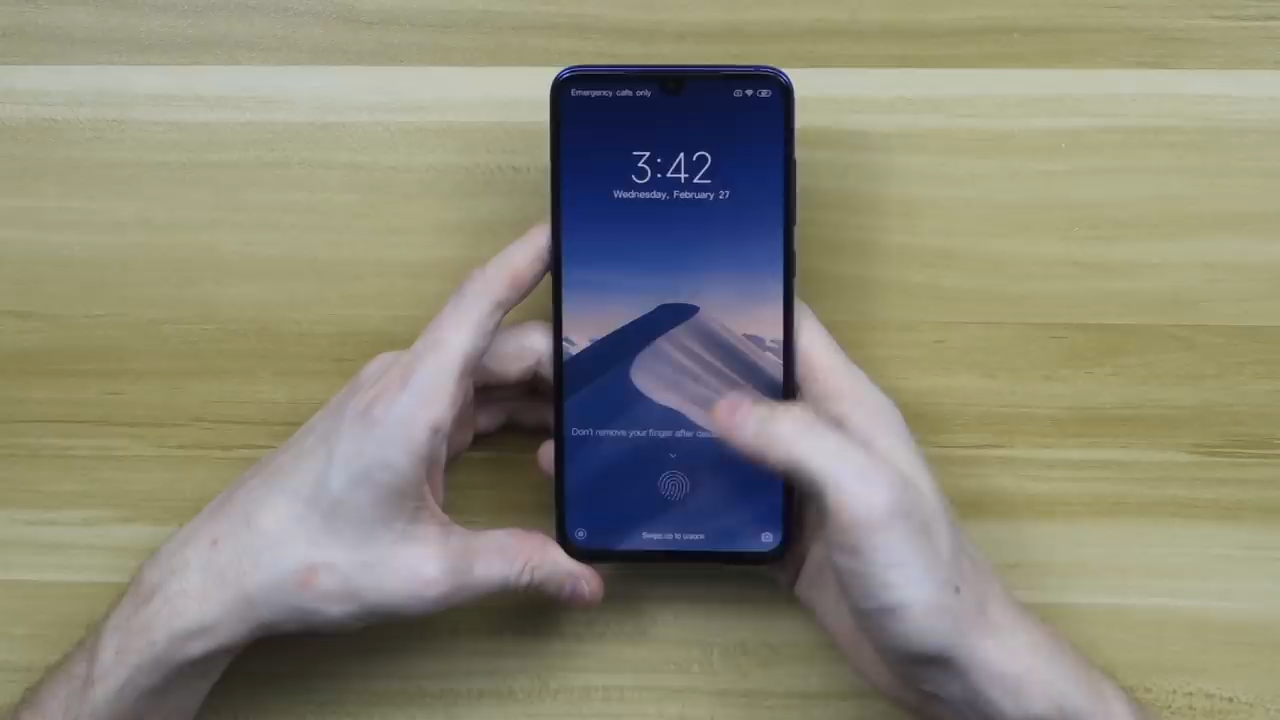 Emergency calls only
3:42
Wednesday, February 27
Don't remove your finger after
Swipe up to unlock